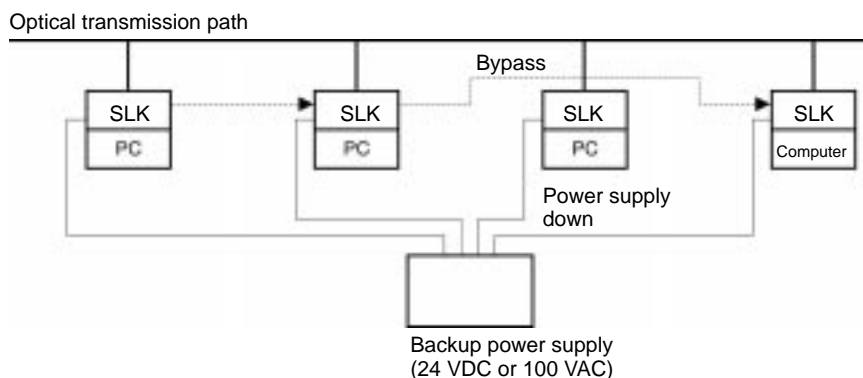 Optical transmission path
Bypass
SLK
SLK
SLK
SLK
PC
PC
PC
Computer
Power supply
down
Backup power supply
(24 VDC or 100 VAC)